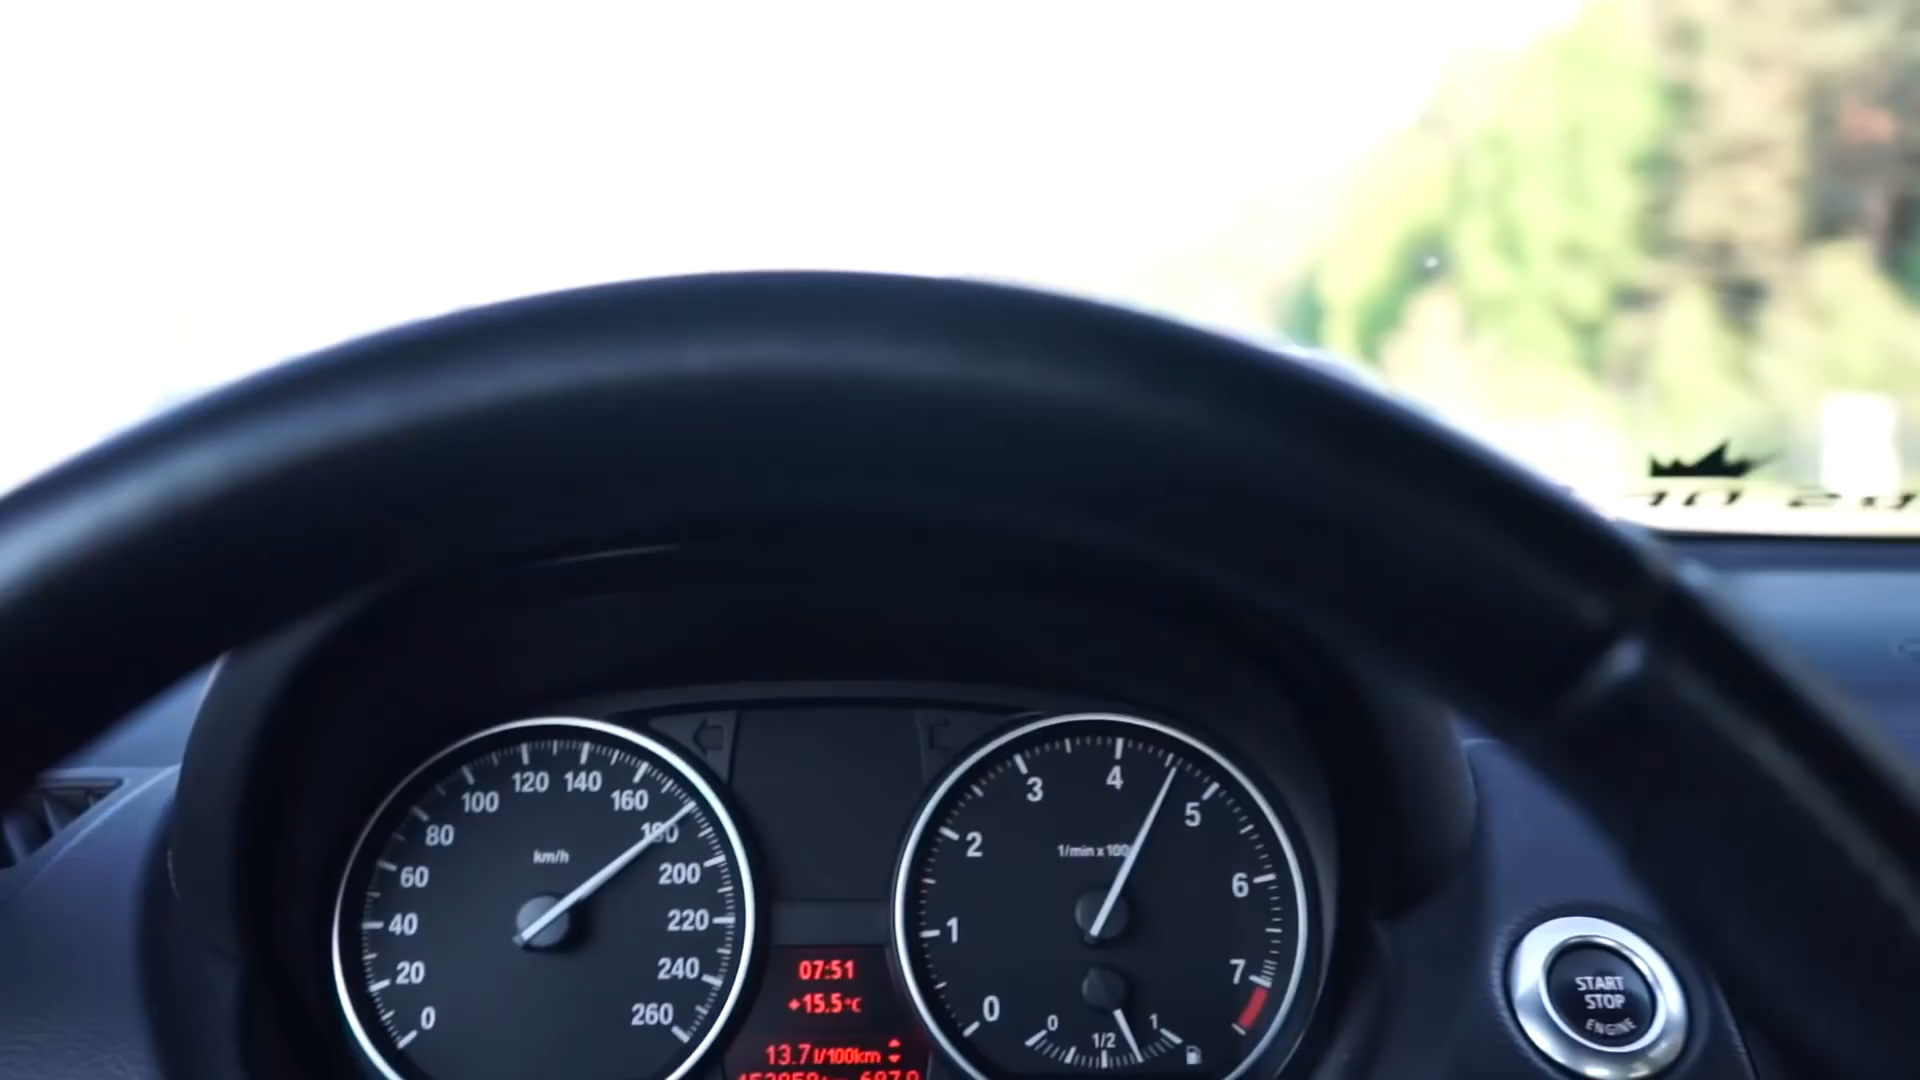 120 140
100 160
80 180
km/h
60 200
40 220
20 240
0 260
07:51
+15.5°C
13.7 l/100km
4
3 5
2
1/min x 100
6
1
7
0
0 1/2 1
START
STOP
ENGINE